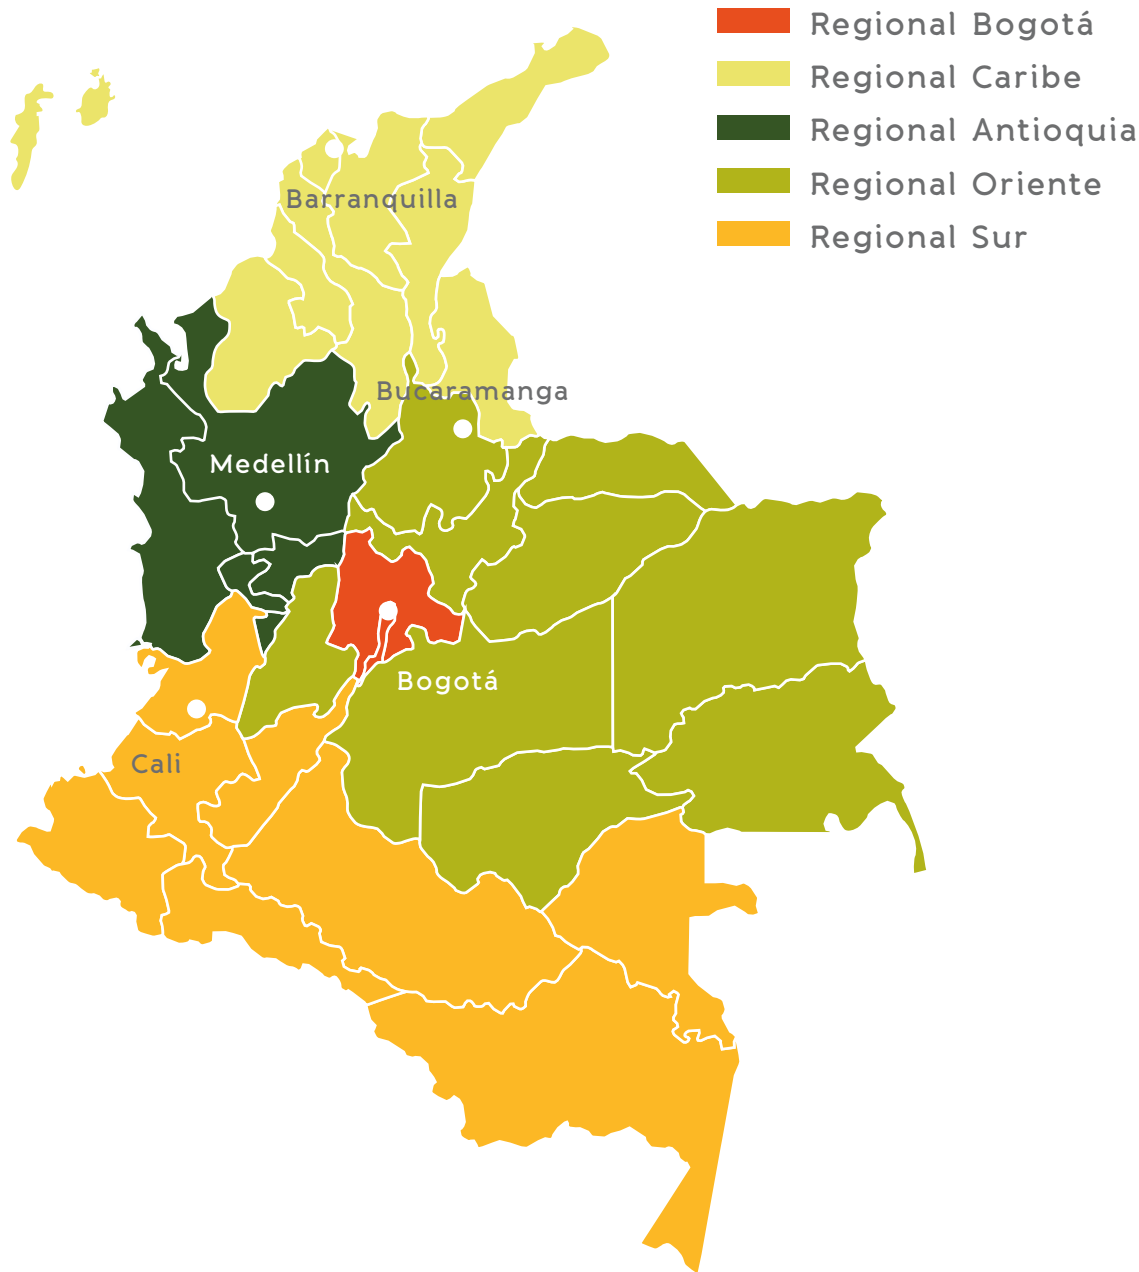 Regional Bogotá
Regional Caribe
Regional Antioquia
Regional Oriente
Regional Sur
Barranquilla
Bucaramanga
Medellín
Bogotá
Cali